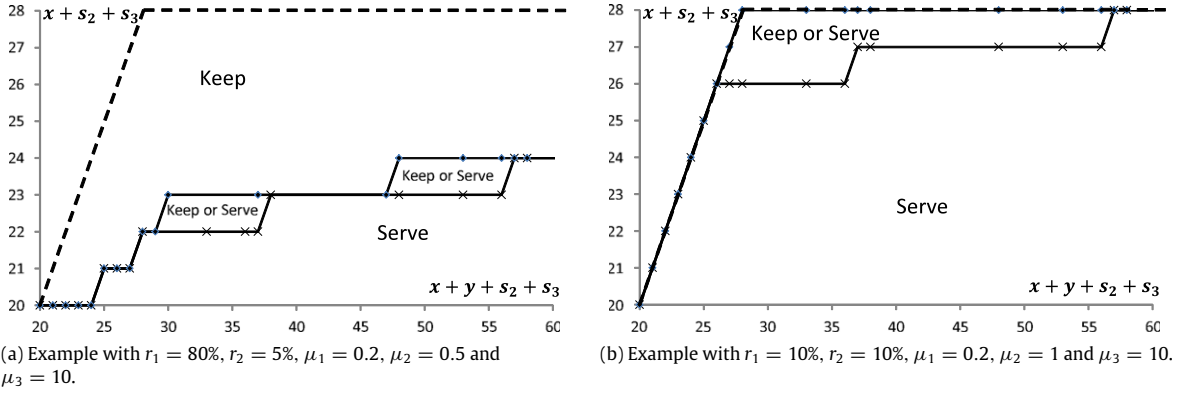 x + s₂ + s₃
28
27
26
25
24
23
22
21
20
Keep
Keep or Serve
Keep or Serve
Serve
x + y + s₂ + s₃
20 25 30 35 40 45 50 55 60
(a) Example with r₁ = 80%, r₂ = 5%, μ₁ = 0.2, μ₂ = 0.5 and
μ₃ = 10.
x + s₂ + s₃
28
27
26
25
24
23
22
21
20
Keep or Serve
Serve
x + y + s₂ + s₃
20 25 30 35 40 45 50 55 60
(b) Example with r₁ = 10%, r₂ = 10%, μ₁ = 0.2, μ₂ = 1 and μ₃ = 10.